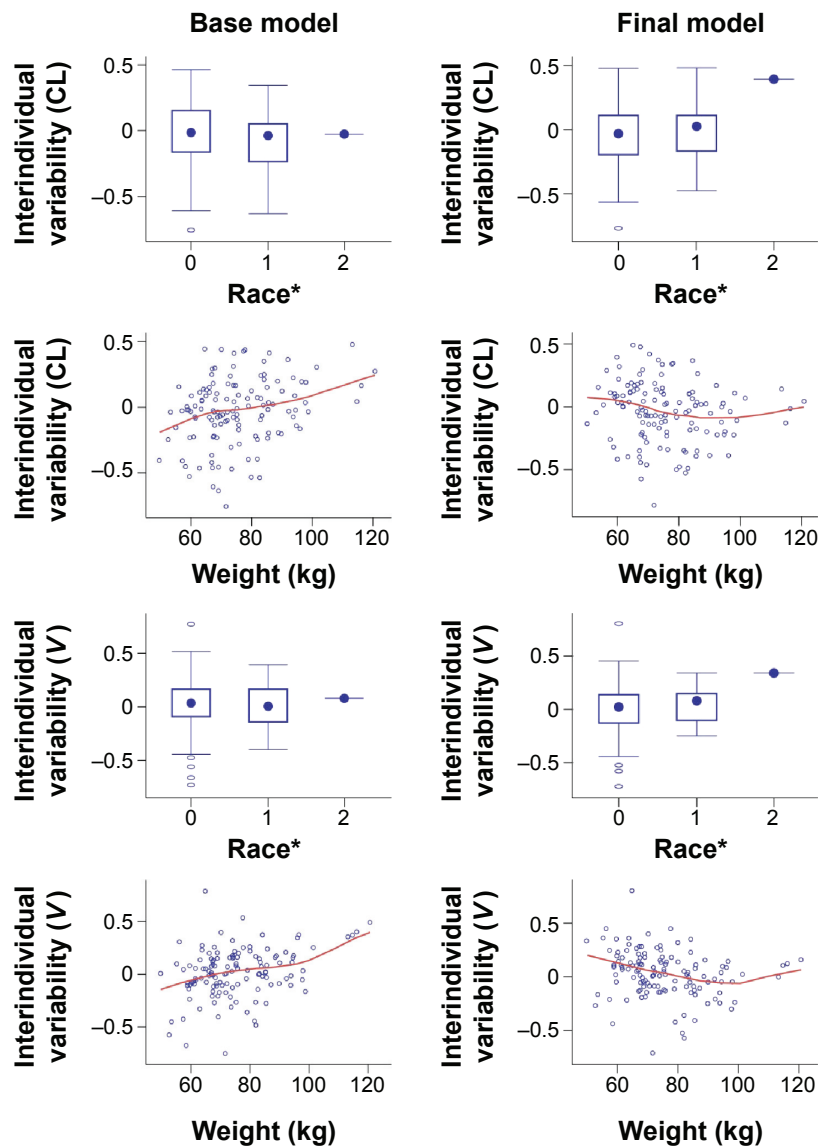 Base model Final model
Interindividual
variability (CL)
0.5
0
–0.5
0 1 2
Race*
Interindividual
variability (CL)
0.5
0
–0.5
0 1 2
Race*
Interindividual
variability (CL)
0.5
0
–0.5
60 80 100 120
Weight (kg)
Interindividual
variability (CL)
0.5
0
–0.5
60 80 100 120
Weight (kg)
Interindividual
variability (V)
0.5
0
–0.5
0 1 2
Race*
Interindividual
variability (V)
0.5
0
–0.5
0 1 2
Race*
Interindividual
variability (V)
0.5
0
–0.5
60 80 100 120
Weight (kg)
Interindividual
variability (V)
0.5
0
–0.5
60 80 100 120
Weight (kg)